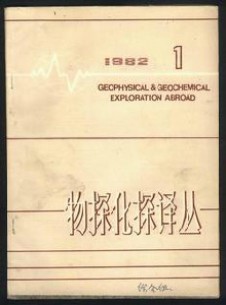 1982 1
GEOPHYSICAL & GEOCHEMICAL
EXPLORATION ABROAD
物探化探译丛